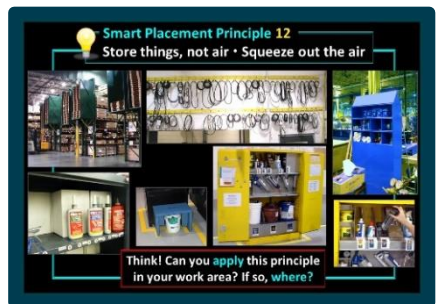 Smart Placement Principle 12
Store things, not air • Squeeze out the air
Think! Can you apply this principle
in your work area? If so, where?